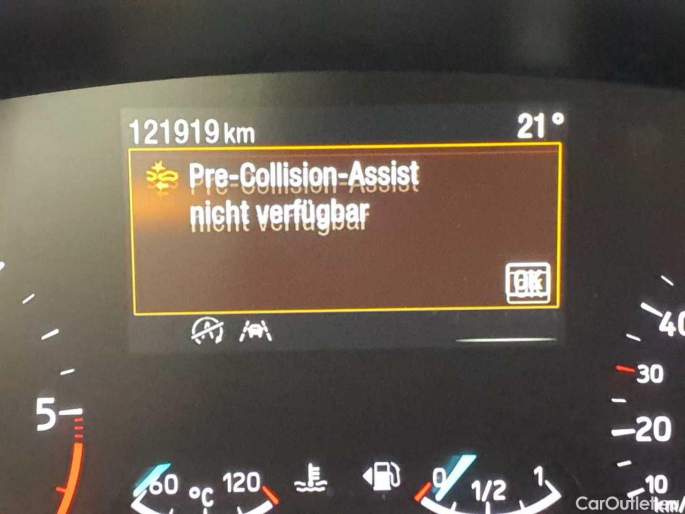 121919 km 21°
Pre-Collision-Assist
nicht verfügbar
OK
40
30
5
20
60 °C 120
0 1/2 1
10
km/
CarOutlet